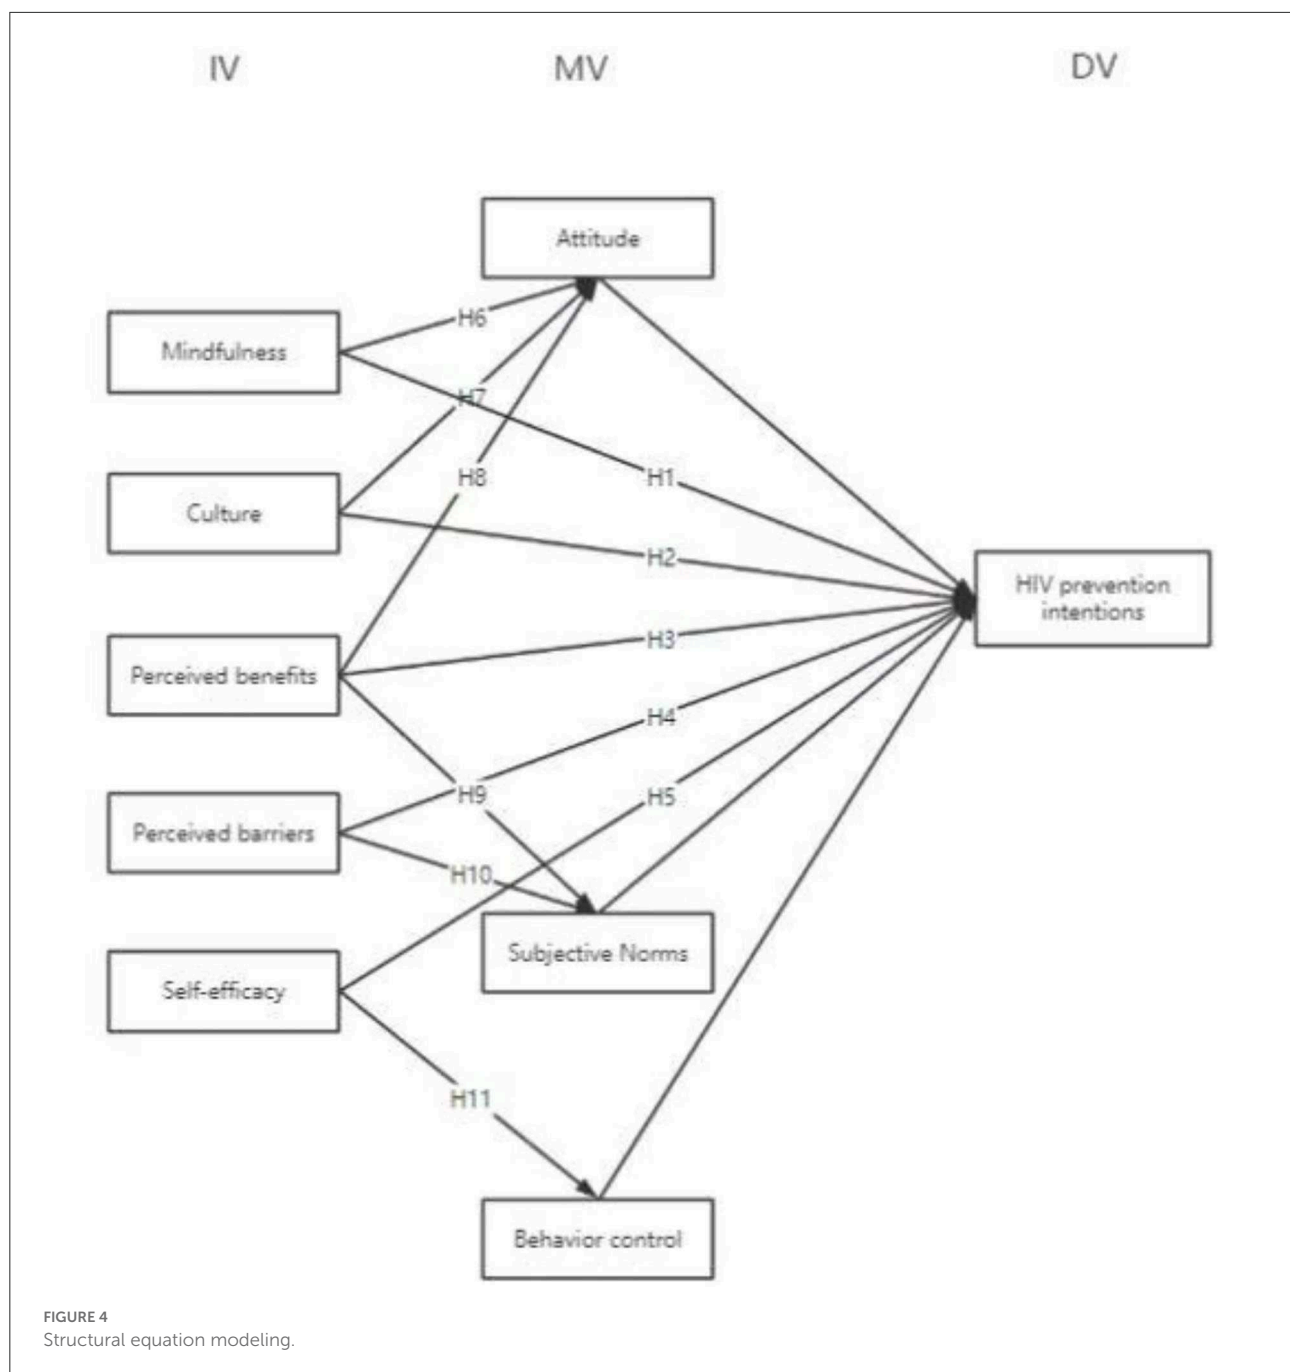 IV MV DV
Attitude
H6
Mindfulness
H7
H8
H1
Culture
H2
HIV prevention
intentions
H3
Perceived benefits
H4
H9
H5
Perceived barriers
H10
Subjective Norms
Self-efficacy
H11
Behavior control
FIGURE 4
Structural equation modeling.